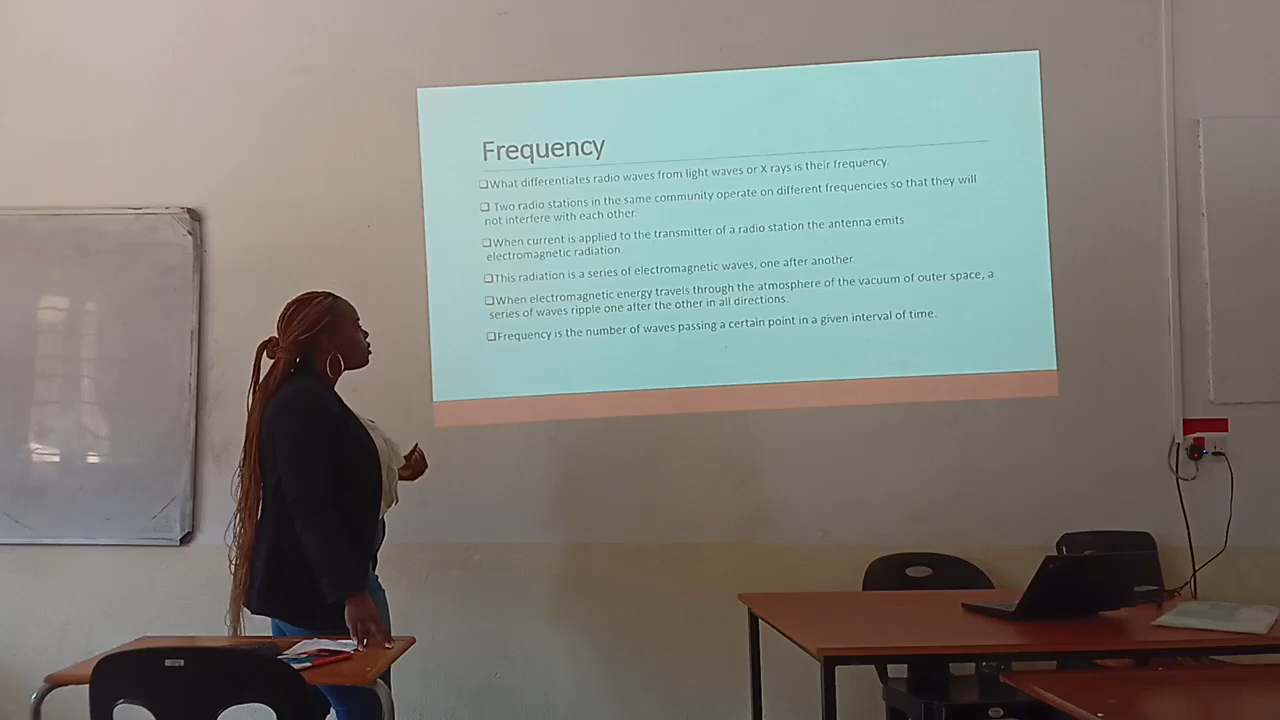 Frequency
❑What differentiates radio waves from light waves or X rays is their frequency.
❑ Two radio stations in the same community operate on different frequencies so that they will
not interfere with each other.
❑When current is applied to the transmitter of a radio station the antenna emits
electromagnetic radiation.
❑This radiation is a series of electromagnetic waves, one after another.
❑When electromagnetic energy travels through the atmosphere of the vacuum of outer space, a
series of waves ripple one after the other in all directions.
❑Frequency is the number of waves passing a certain point in a given interval of time.